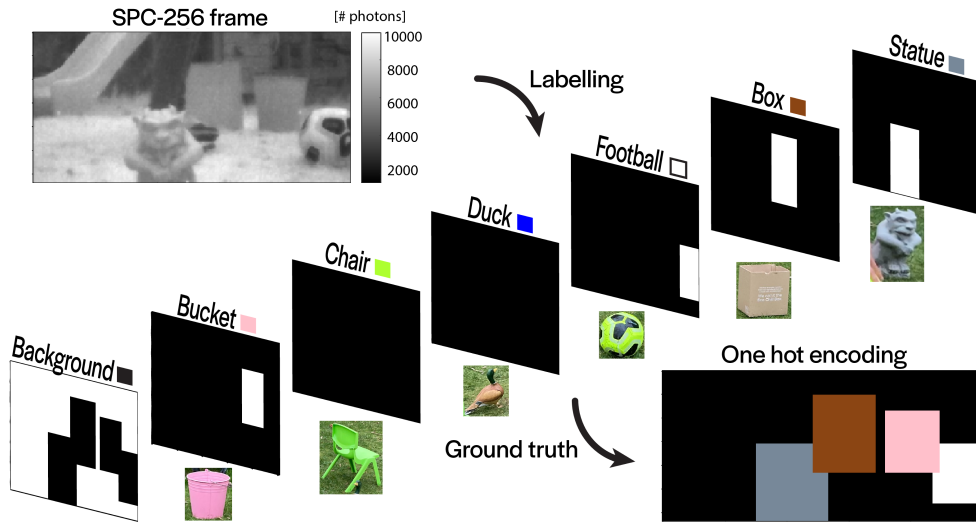 SPC-256 frame
[# photons]
10000
8000
6000
4000
2000
Labelling
Statue
Box
Football
Duck
Chair
Bucket
Background
Ground truth
One hot encoding